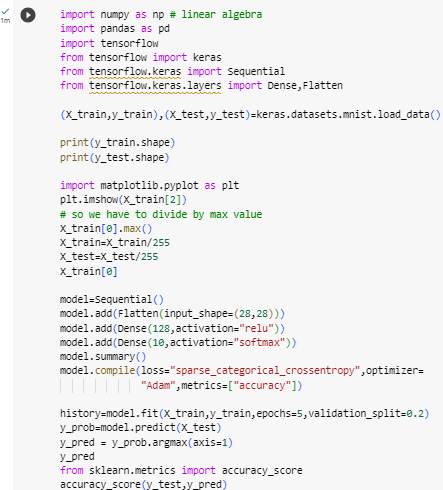 1m
import numpy as np # linear algebra
import pandas as pd
import tensorflow
from tensorflow import keras
from tensorflow.keras import Sequential
from tensorflow.keras.layers import Dense,Flatten
(X_train,y_train),(X_test,y_test)=keras.datasets.mnist.load_data()
print(y_train.shape)
print(y_test.shape)
import matplotlib.pyplot as plt
plt.imshow(X_train[2])
# so we have to divide by max value
X_train[0].max()
X_train=X_train/255
X_test=X_test/255
X_train[0]
model=Sequential()
model.add(Flatten(input_shape=(28,28)))
model.add(Dense(128,activation="relu"))
model.add(Dense(10,activation="softmax"))
model.summary()
model.compile(loss="sparse_categorical_crossentropy",optimizer=
"Adam",metrics=["accuracy"])
history=model.fit(X_train,y_train,epochs=5,validation_split=0.2)
y_prob=model.predict(X_test)
y_pred = y_prob.argmax(axis=1)
y_pred
from sklearn.metrics import accuracy_score
accuracy_score(y_test,y_pred)